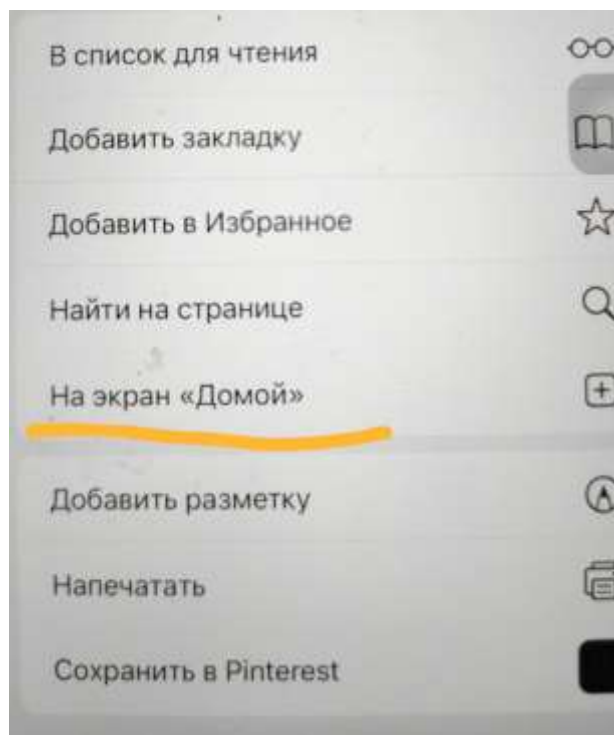 В список для чтения
Добавить закладку
Добавить в Избранное
Найти на странице
На экран «Домой»
Добавить разметку
Напечатать
Сохранить в Pinterest